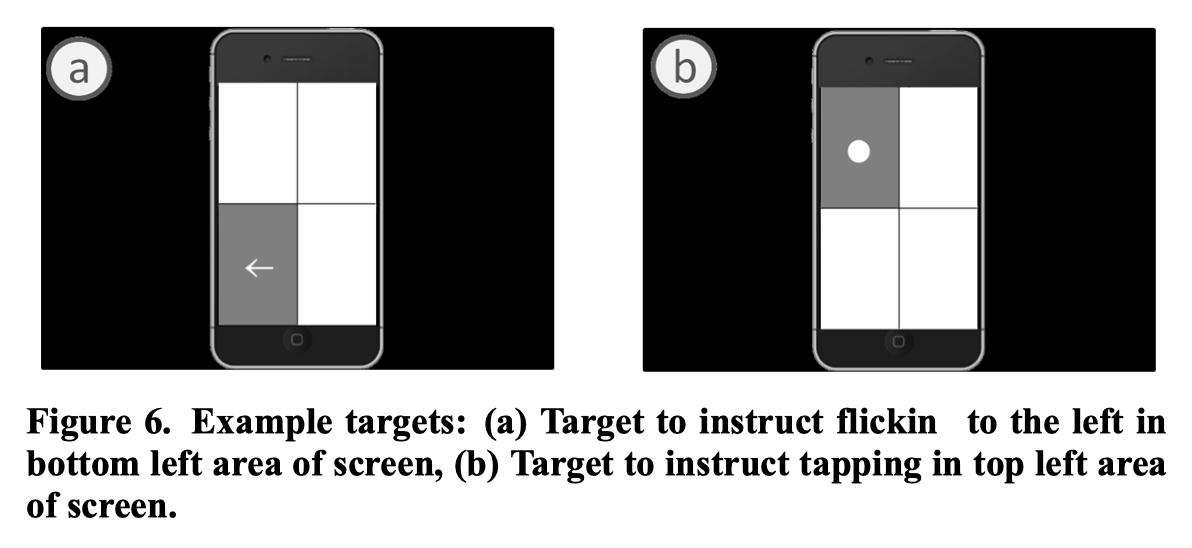 a
b
Figure 6. Example targets: (a) Target to instruct flickin to the left in
bottom left area of screen, (b) Target to instruct tapping in top left area
of screen.